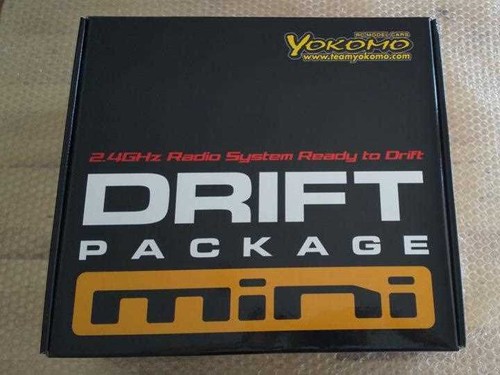 RC MODEL CARS
YOKOMO
www.teamyokomo.com
2.4GHz Radio System Ready to Drift
DRIFT
PACKAGE
mini